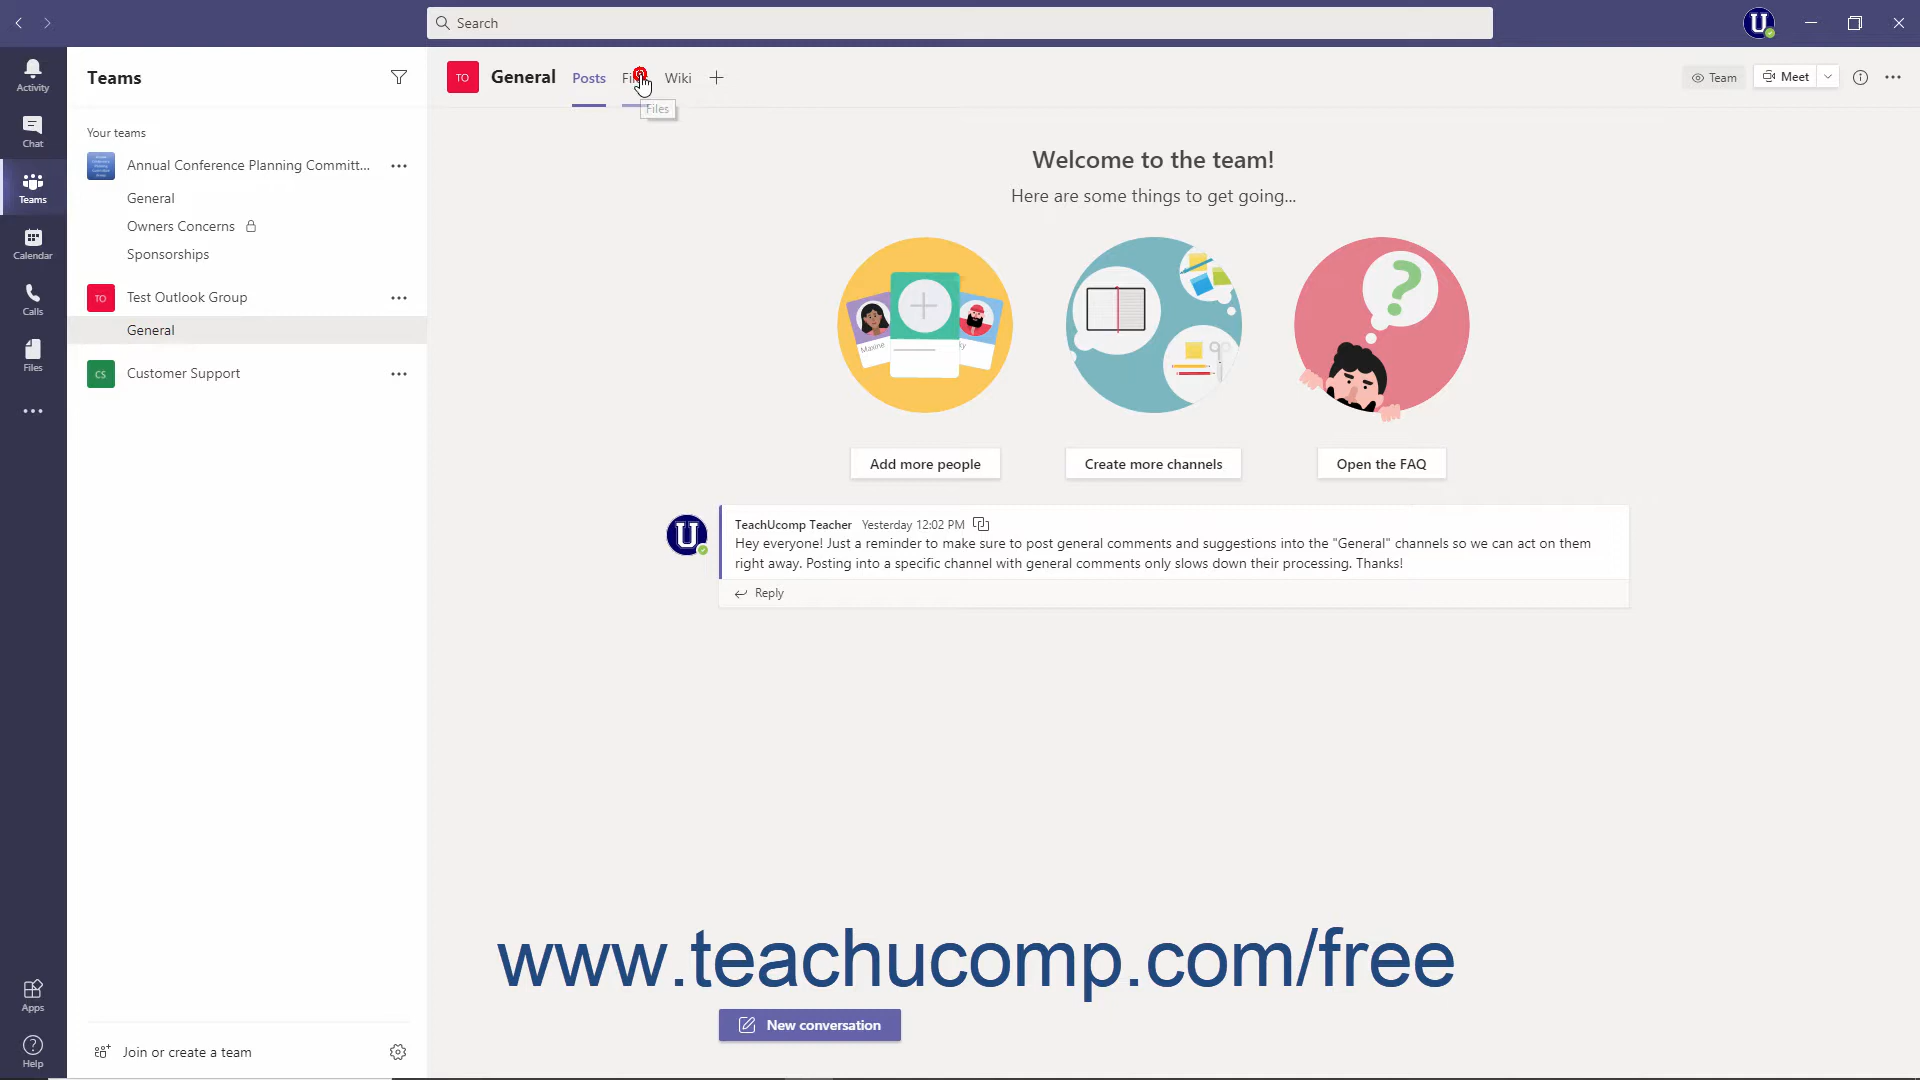 Search
U
Activity
Chat
Teams
Calendar
Calls
Files
Apps
Help
Teams
Your teams
Annual Conference Planning Committ...
General
Owners Concerns
Sponsorships
TO
Test Outlook Group
General
CS
Customer Support
Join or create a team
TO
General
Posts
Wiki
Files
Team
Meet
Welcome to the team!
Here are some things to get going...
Maxine
Add more people
Create more channels
Open the FAQ
U
TeachUcomp Teacher Yesterday 12:02 PM
Hey everyone! Just a reminder to make sure to post general comments and suggestions into the "General" channels so we can act on them
right away. Posting into a specific channel with general comments only slows down their processing. Thanks!
Reply
www.teachucomp.com/free
New conversation